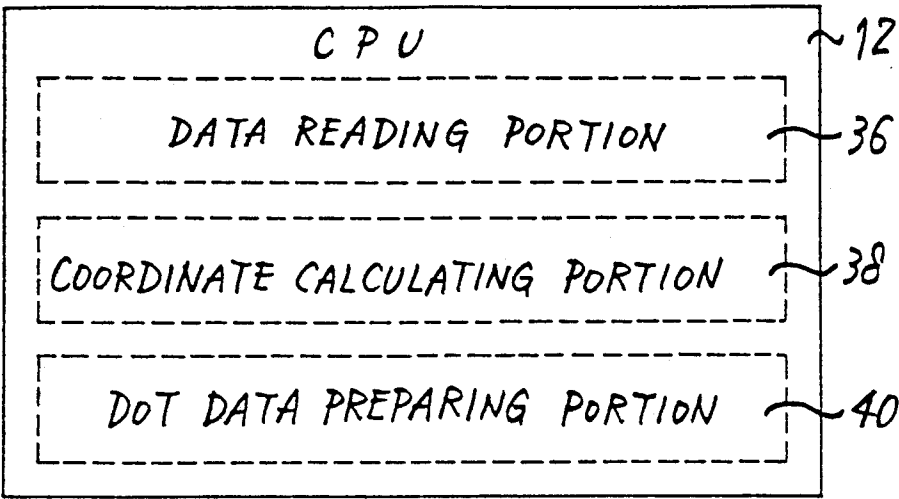 CPU 12
DATA READING PORTION 36
COORDINATE CALCULATING PORTION 38
DOT DATA PREPARING PORTION 40